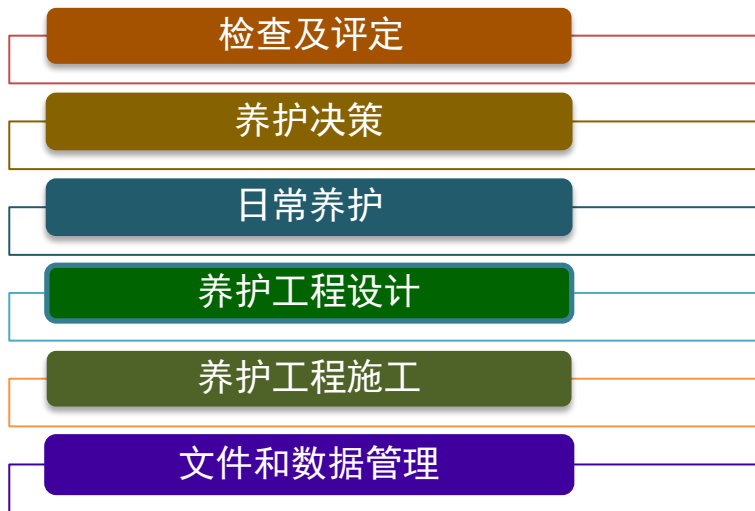 检查及评定
养护决策
日常养护
养护工程设计
养护工程施工
文件和数据管理